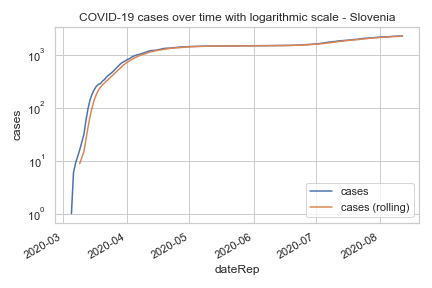 COVID-19 cases over time with logarithmic scale - Slovenia
10³
10²
10¹
10⁰
cases
cases
cases (rolling)
2020-03
2020-04
2020-05
2020-06
2020-07
2020-08
dateRep